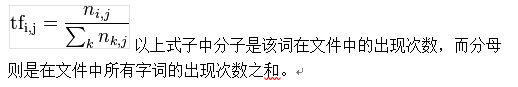 tf_{i,j} = \frac{n_{i,j}}{\sum_k n_{k,j}} 以上式子中分子是该词在文件中的出现次数，而分母
则是在文件中所有字词的出现次数之和。